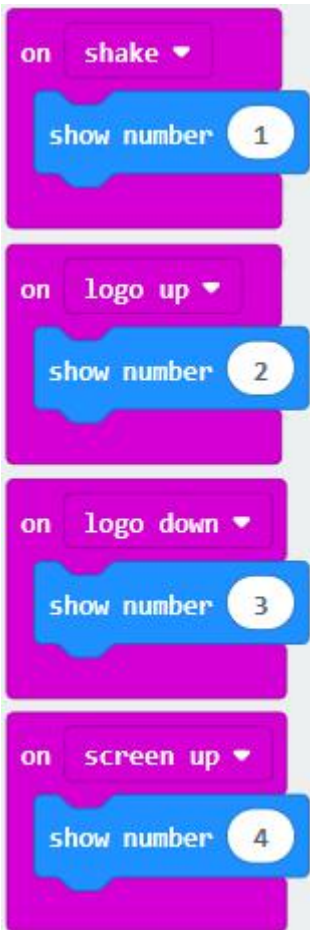 on shake
show number 1
on logo up
show number 2
on logo down
show number 3
on screen up
show number 4